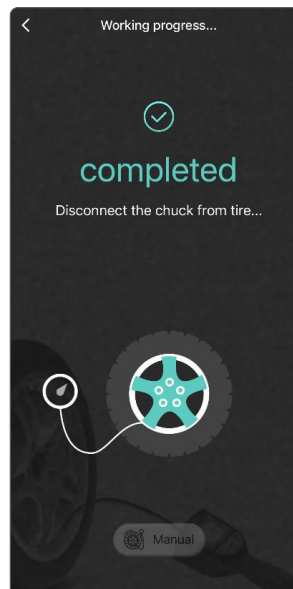 Working progress...
completed
Disconnect the chuck from tire...
Manual